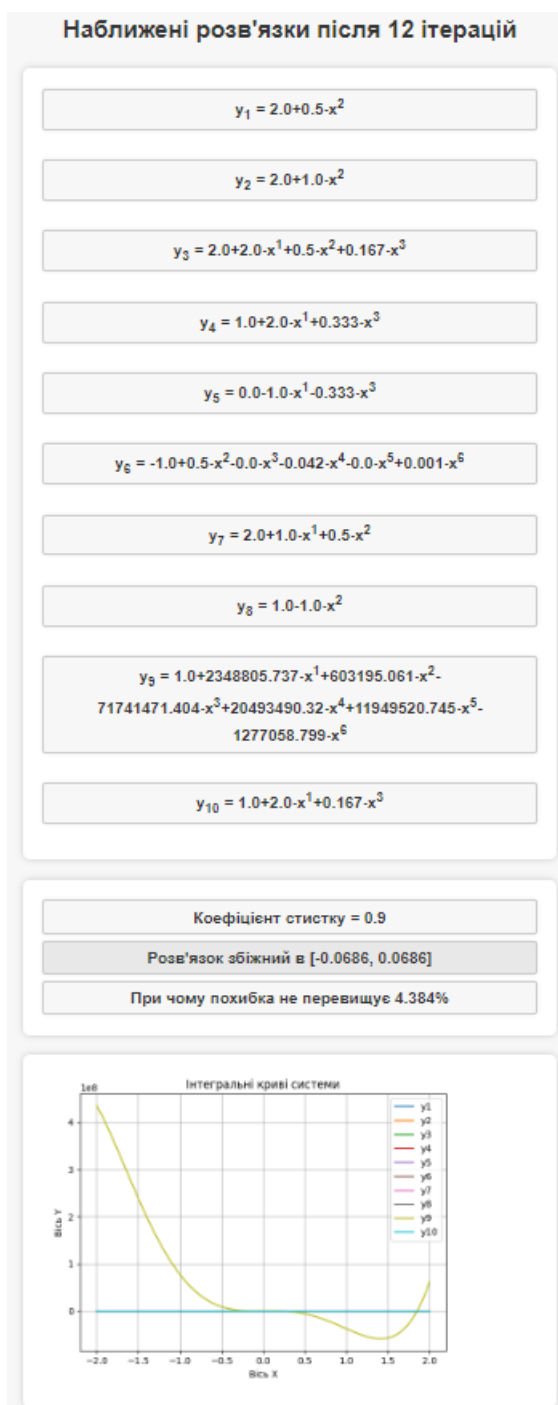 Наближені розв'язки після 12 ітерацій
y₁ = 2.0+0.5·x²
y₂ = 2.0+1.0·x²
y₃ = 2.0+2.0·x¹+0.5·x²+0.167·x³
y₄ = 1.0+2.0·x¹+0.333·x³
y₅ = 0.0-1.0·x¹-0.333·x³
y₆ = -1.0+0.5·x²-0.0·x³-0.042·x⁴-0.0·x⁵+0.001·x⁶
y₇ = 2.0+1.0·x¹+0.5·x²
y₈ = 1.0-1.0·x²
y₉ = 1.0+2348805.737·x¹+603195.061·x²-
71741471.404·x³+20493490.32·x⁴+11949520.745·x⁵-
1277058.799·x⁶
y₁₀ = 1.0+2.0·x¹+0.167·x³
Коефіцієнт стистку = 0.9
Розв'язок збіжний в [-0.0686, 0.0686]
При чому похибка не перевищує 4.384%
Інтегральні криві системи
1e8
4
3
2
1
0
Вісь Y
−2.0 −1.5 −1.0 −0.5 0.0 0.5 1.0 1.5 2.0
Вісь X
y1
y2
y3
y4
y5
y6
y7
y8
y9
y10